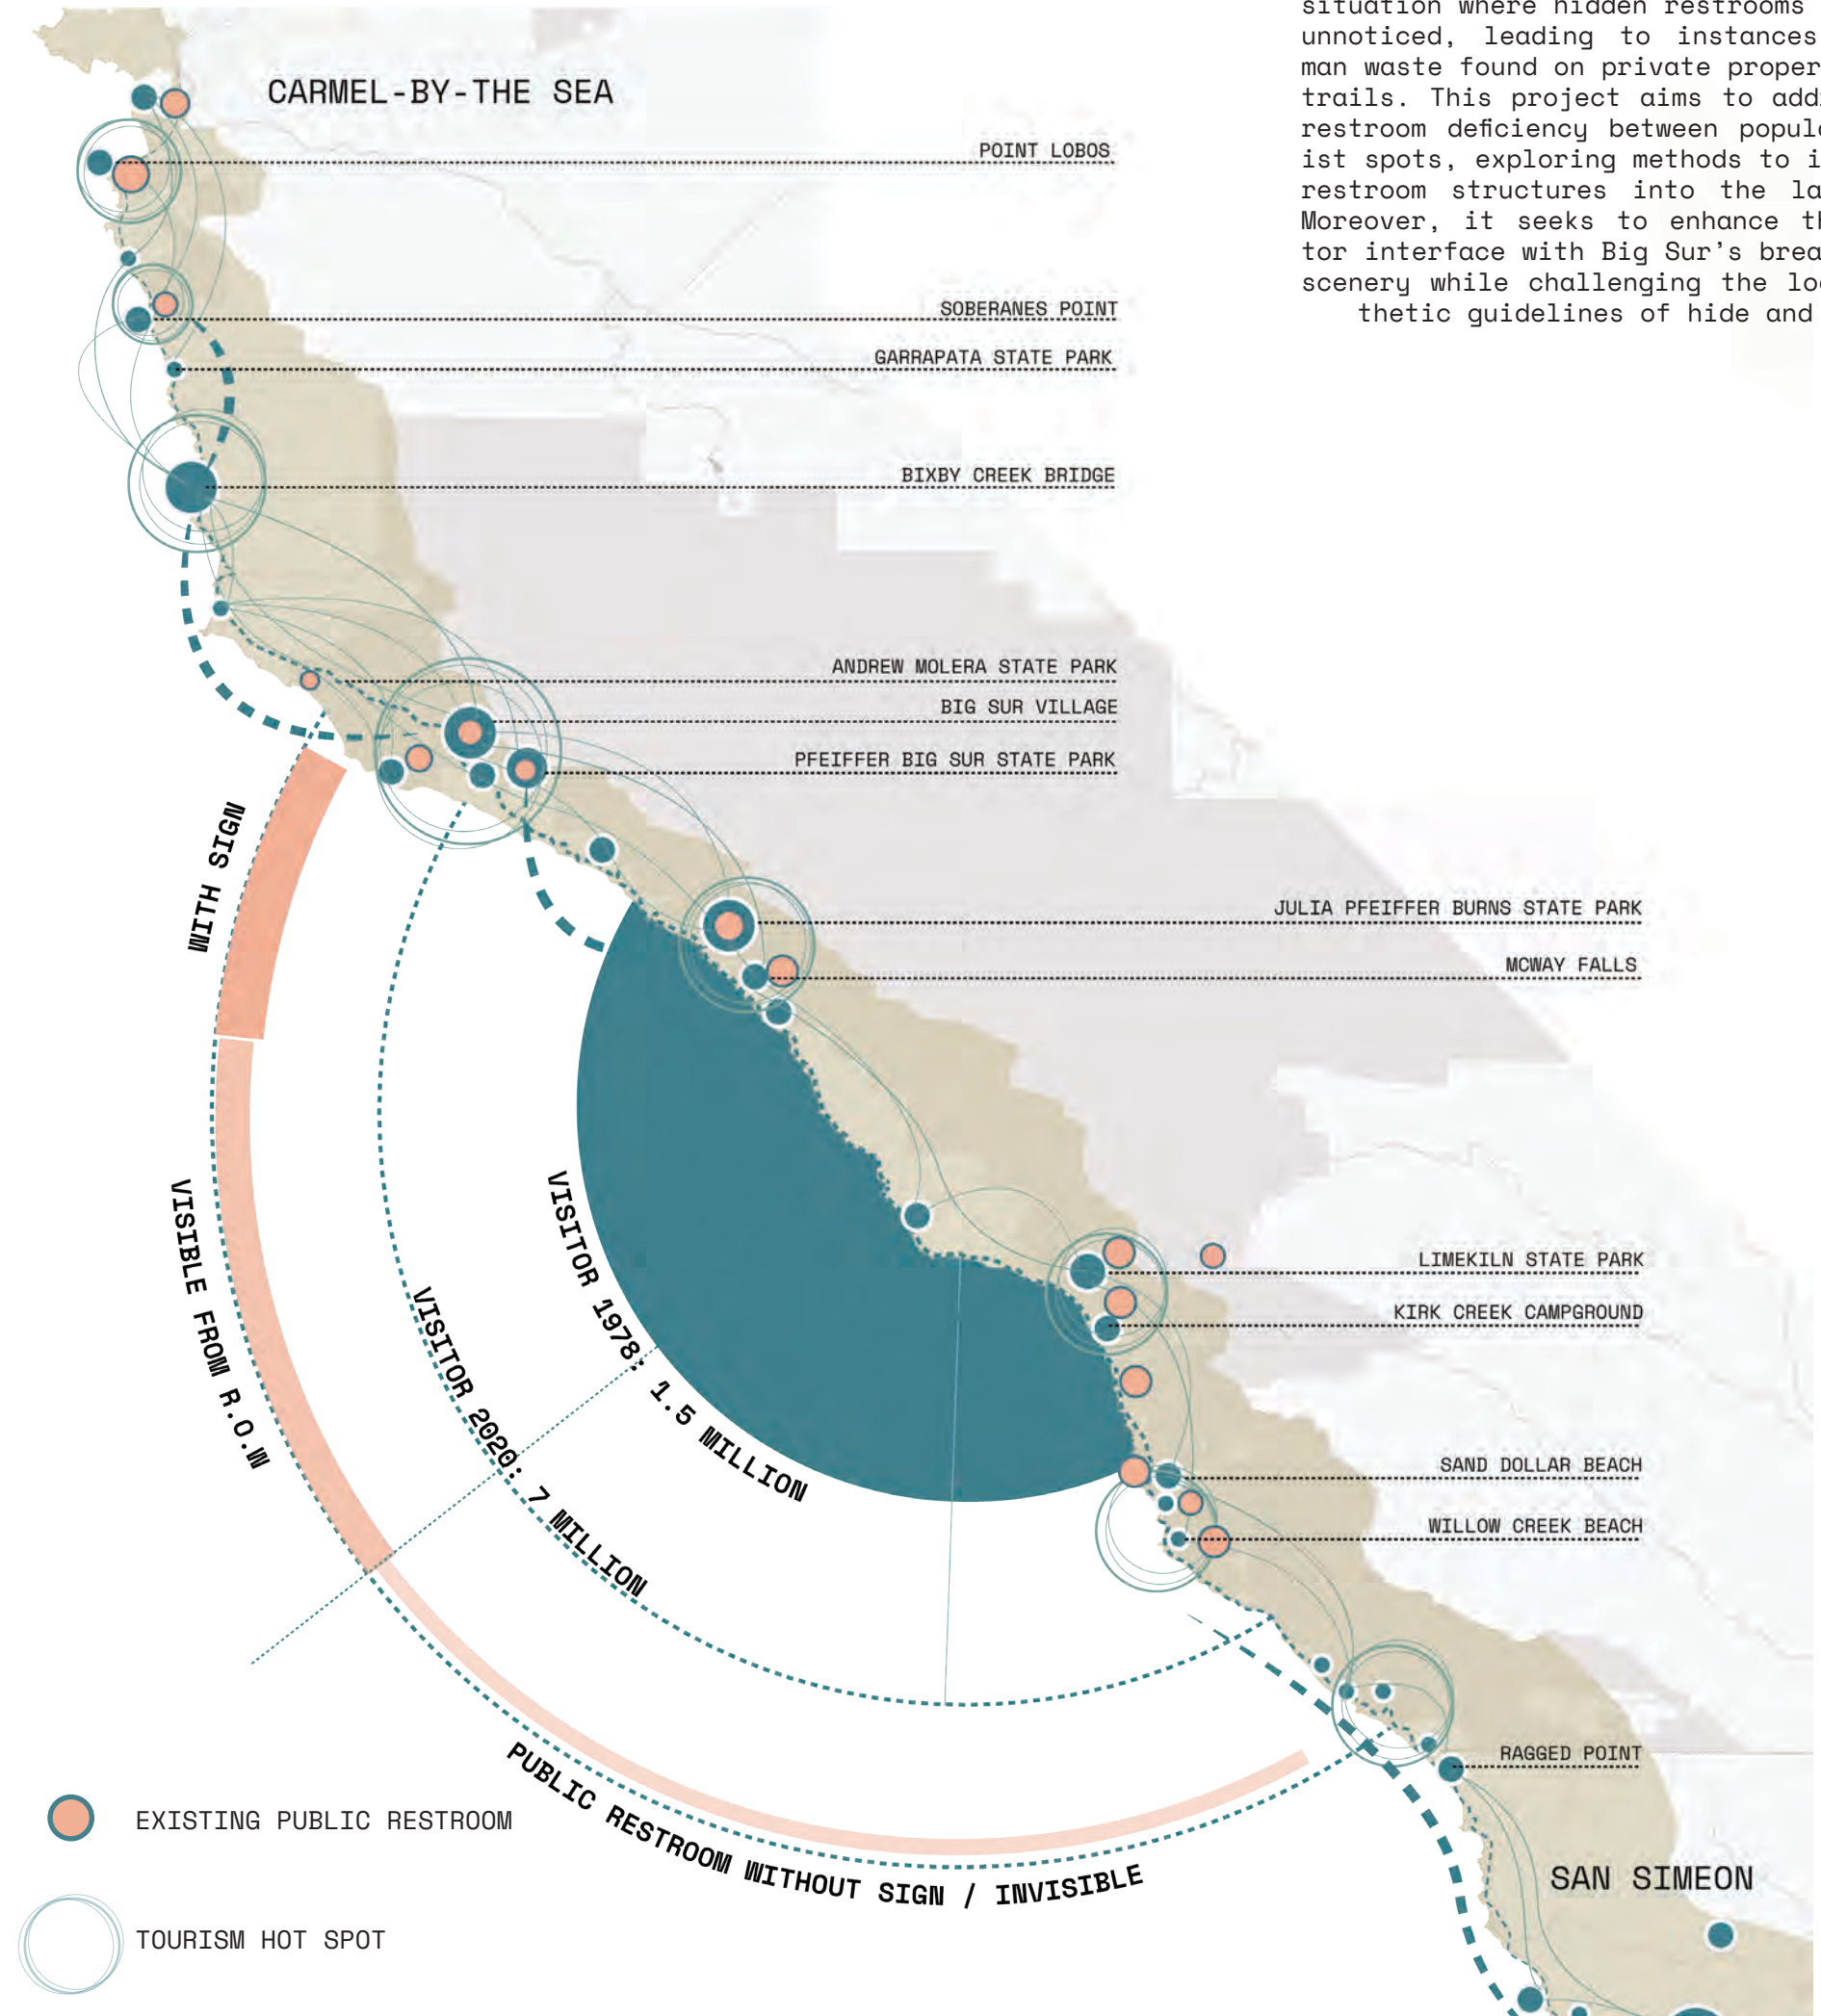 situation where hidden restrooms
unnoticed, leading to instances
man waste found on private proper
trails. This project aims to add
restroom deficiency between popul
ist spots, exploring methods to i
restroom structures into the la
Moreover, it seeks to enhance th
tor interface with Big Sur's brea
scenery while challenging the lo
thetic guidelines of hide and
CARMEL-BY-THE SEA
POINT LOBOS
SOBERANES POINT
GARRAPATA STATE PARK
BIXBY CREEK BRIDGE
ANDREW MOLERA STATE PARK
BIG SUR VILLAGE
PFEIFFER BIG SUR STATE PARK
JULIA PFEIFFER BURNS STATE PARK
MCWAY FALLS
LIMEKILN STATE PARK
KIRK CREEK CAMPGROUND
SAND DOLLAR BEACH
WILLOW CREEK BEACH
RAGGED POINT
SAN SIMEON
WITH SIGN
VISIBLE FROM R.O.W
VISITOR 2020: 7 MILLION
VISITOR 1978: 1.5 MILLION
PUBLIC RESTROOM WITHOUT SIGN / INVISIBLE
EXISTING PUBLIC RESTROOM
TOURISM HOT SPOT